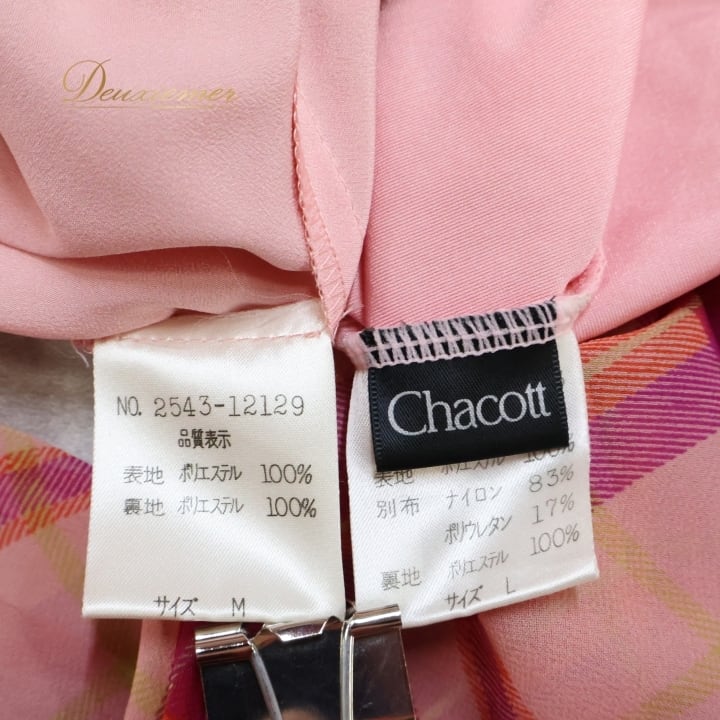 Deuxiemer
NO. 2543-12129
品質表示
表地 ポリエステル 100%
裏地 ポリエステル 100%
サイズ M
Chacott
表地 ポリエステル 100%
別布 ナイロン 83%
ポリウレタン 17%
裏地 ポリエステル 100%
サイズ L